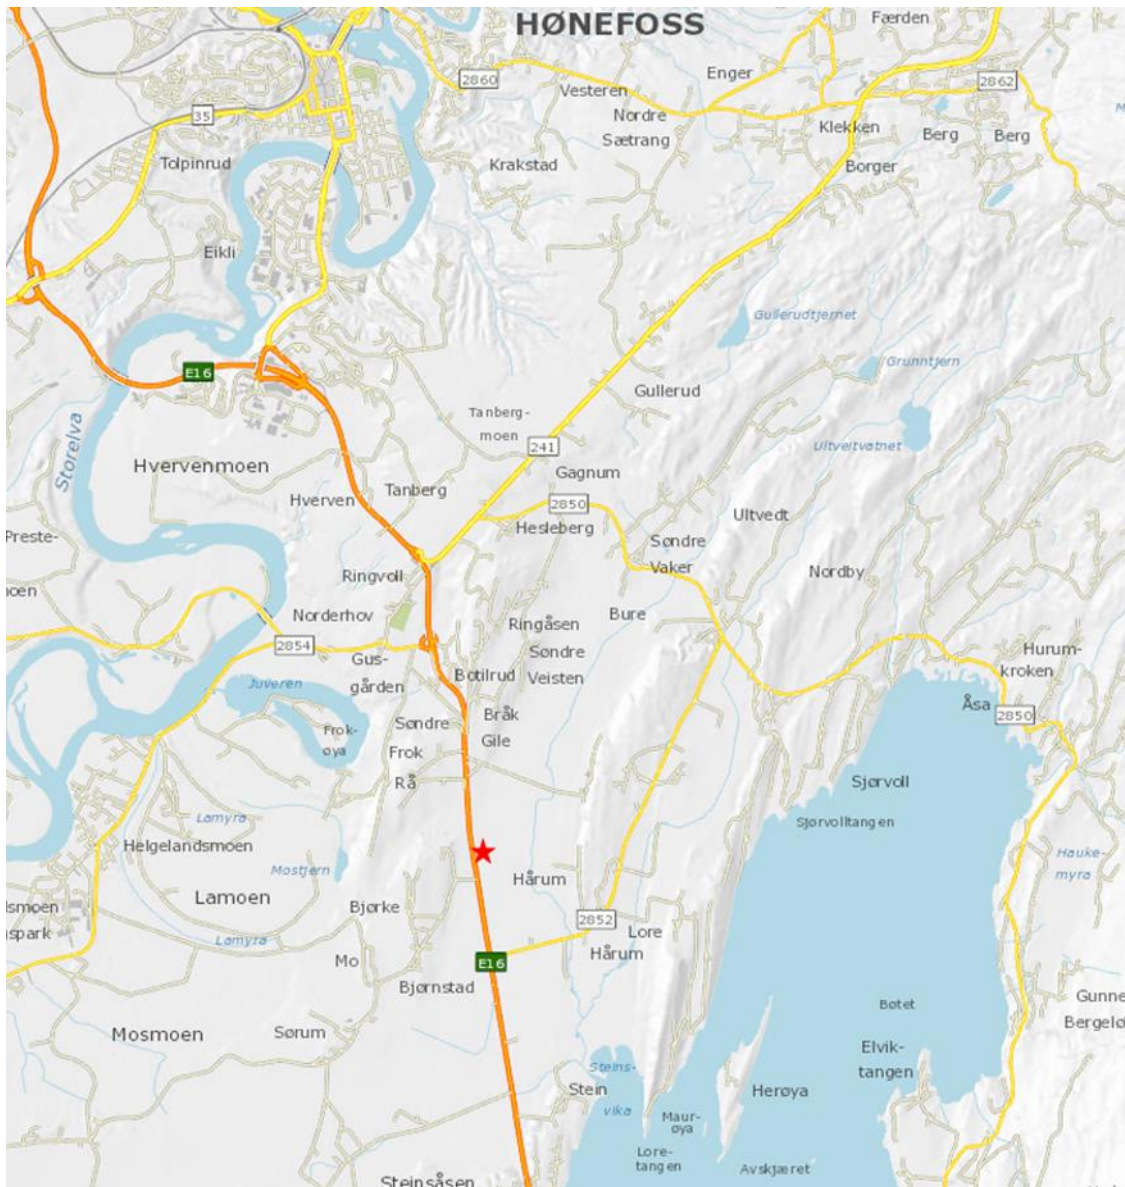 HØNEFOSS
Færden
Enger
2860
2862
Vesteren
Nordre
Sætrang
35
Klekken
Berg
Berg
Tolpinrud
Krakstad
Borger
Eikli
Gullerudtjernet
E16
Grunntjern
Gullerud
Storelva
Tanberg-
moen
241
Ultveitvatnet
Hvervenmoen
Gagnum
Hverven
Tanberg
2850
Ultvedt
Hesleberg
Preste-
moen
Søndre
Vaker
Ringvoll
Nordby
Norderhov
Bure
Ringåsen
2854
Gus-
gården
Søndre
Veisten
Hurum-
kroken
Botilrud
Juveren
Åsa
2850
Frok-
øya
Søndre
Frok
Bråk
Gile
Rå
Sjørvoll
Lamyra
Sjørvolltangen
Helgelandsmoen
Hauke-
myra
Mostjern
Hårum
Lamoen
Bjørke
lsmoen
spark
2852
Lore
Lamyra
Hårum
Mo
E16
Bjørnstad
Gunne
Bergelø
Botet
Mosmoen
Sørum
Elvik-
tangen
Steins-
vika
Stein
Herøya
Maur-
øya
Lore-
tangen
Avskjæret
Steinsåsen